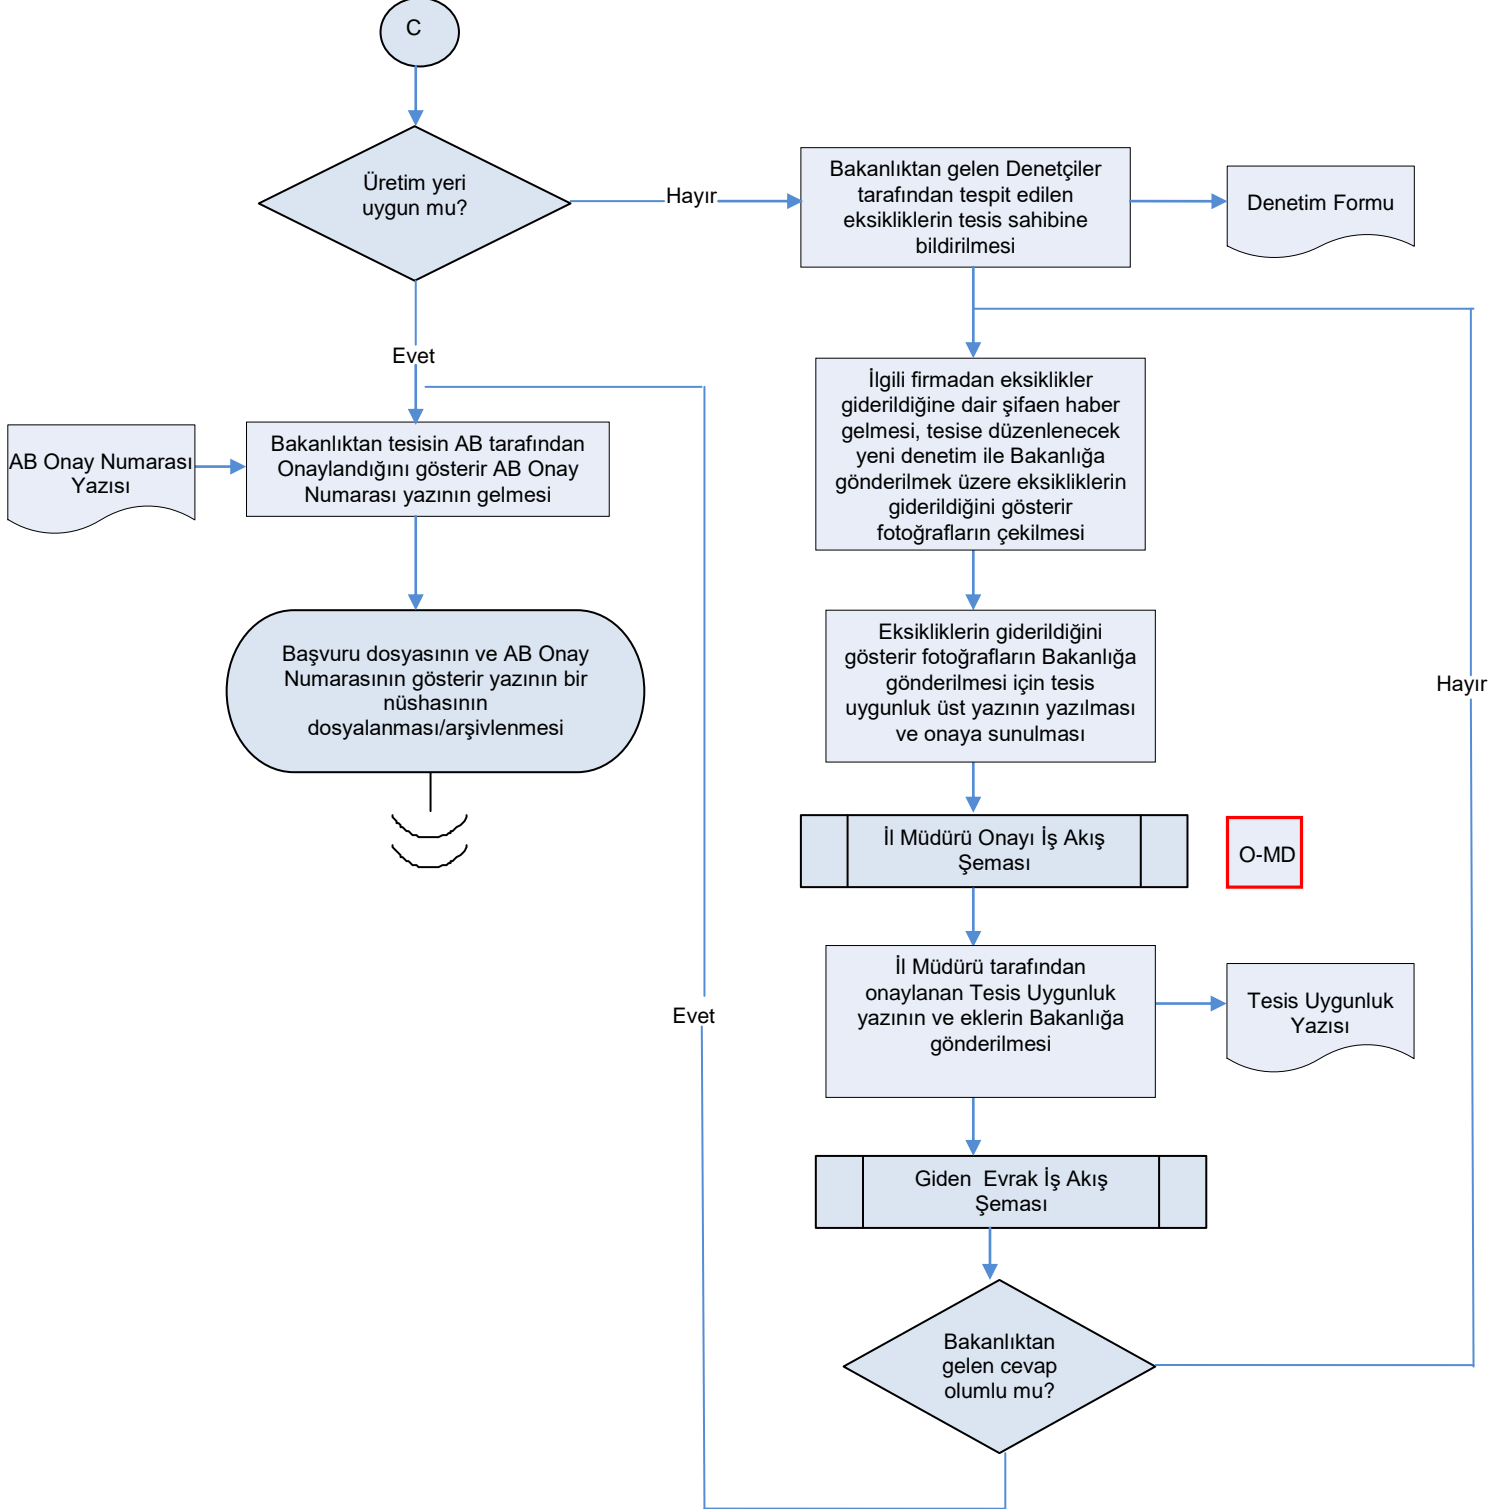 C
Üretim yeri
uygun mu?
Hayır
Bakanlıktan gelen Denetçiler
tarafından tespit edilen
eksikliklerin tesis sahibine
bildirilmesi
Denetim Formu
Evet
İlgili firmadan eksiklikler
giderildiğine dair şifaen haber
gelmesi, tesise düzenlenecek
yeni denetim ile Bakanlığa
gönderilmek üzere eksikliklerin
giderildiğini gösterir
fotoğrafların çekilmesi
AB Onay Numarası
Yazısı
Bakanlıktan tesisin AB tarafından
Onaylandığını gösterir AB Onay
Numarası yazının gelmesi
Başvuru dosyasının ve AB Onay
Numarasının gösterir yazının bir
nüshasının
dosyalanması/arşivlenmesi
Eksikliklerin giderildiğini
gösterir fotoğrafların Bakanlığa
gönderilmesi için tesis
uygunluk üst yazının yazılması
ve onaya sunulması
Hayır
İl Müdürü Onayı İş Akış
Şeması
O-MD
İl Müdürü tarafından
onaylanan Tesis Uygunluk
yazının ve eklerin Bakanlığa
gönderilmesi
Tesis Uygunluk
Yazısı
Evet
Giden  Evrak İş Akış
Şeması
Bakanlıktan
gelen cevap
olumlu mu?